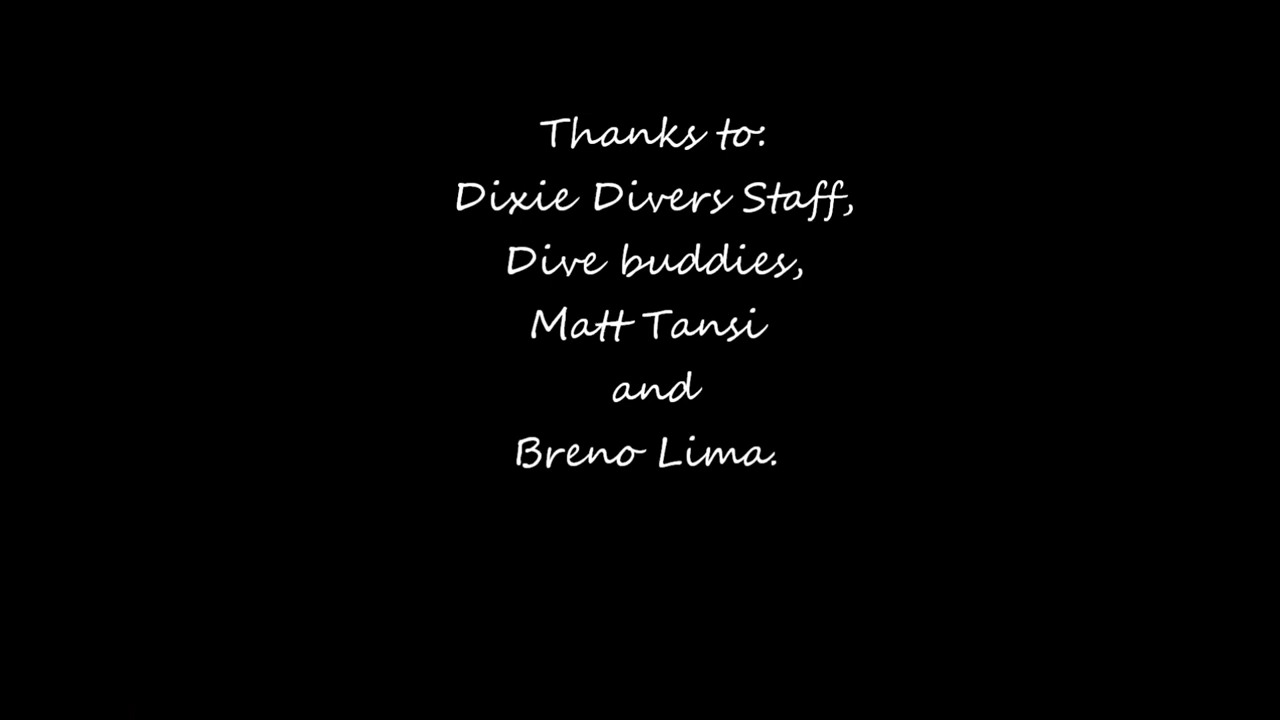 Thanks to:
Dixie Divers Staff,
Dive buddies,
Matt Tansi
and
Breno Lima.